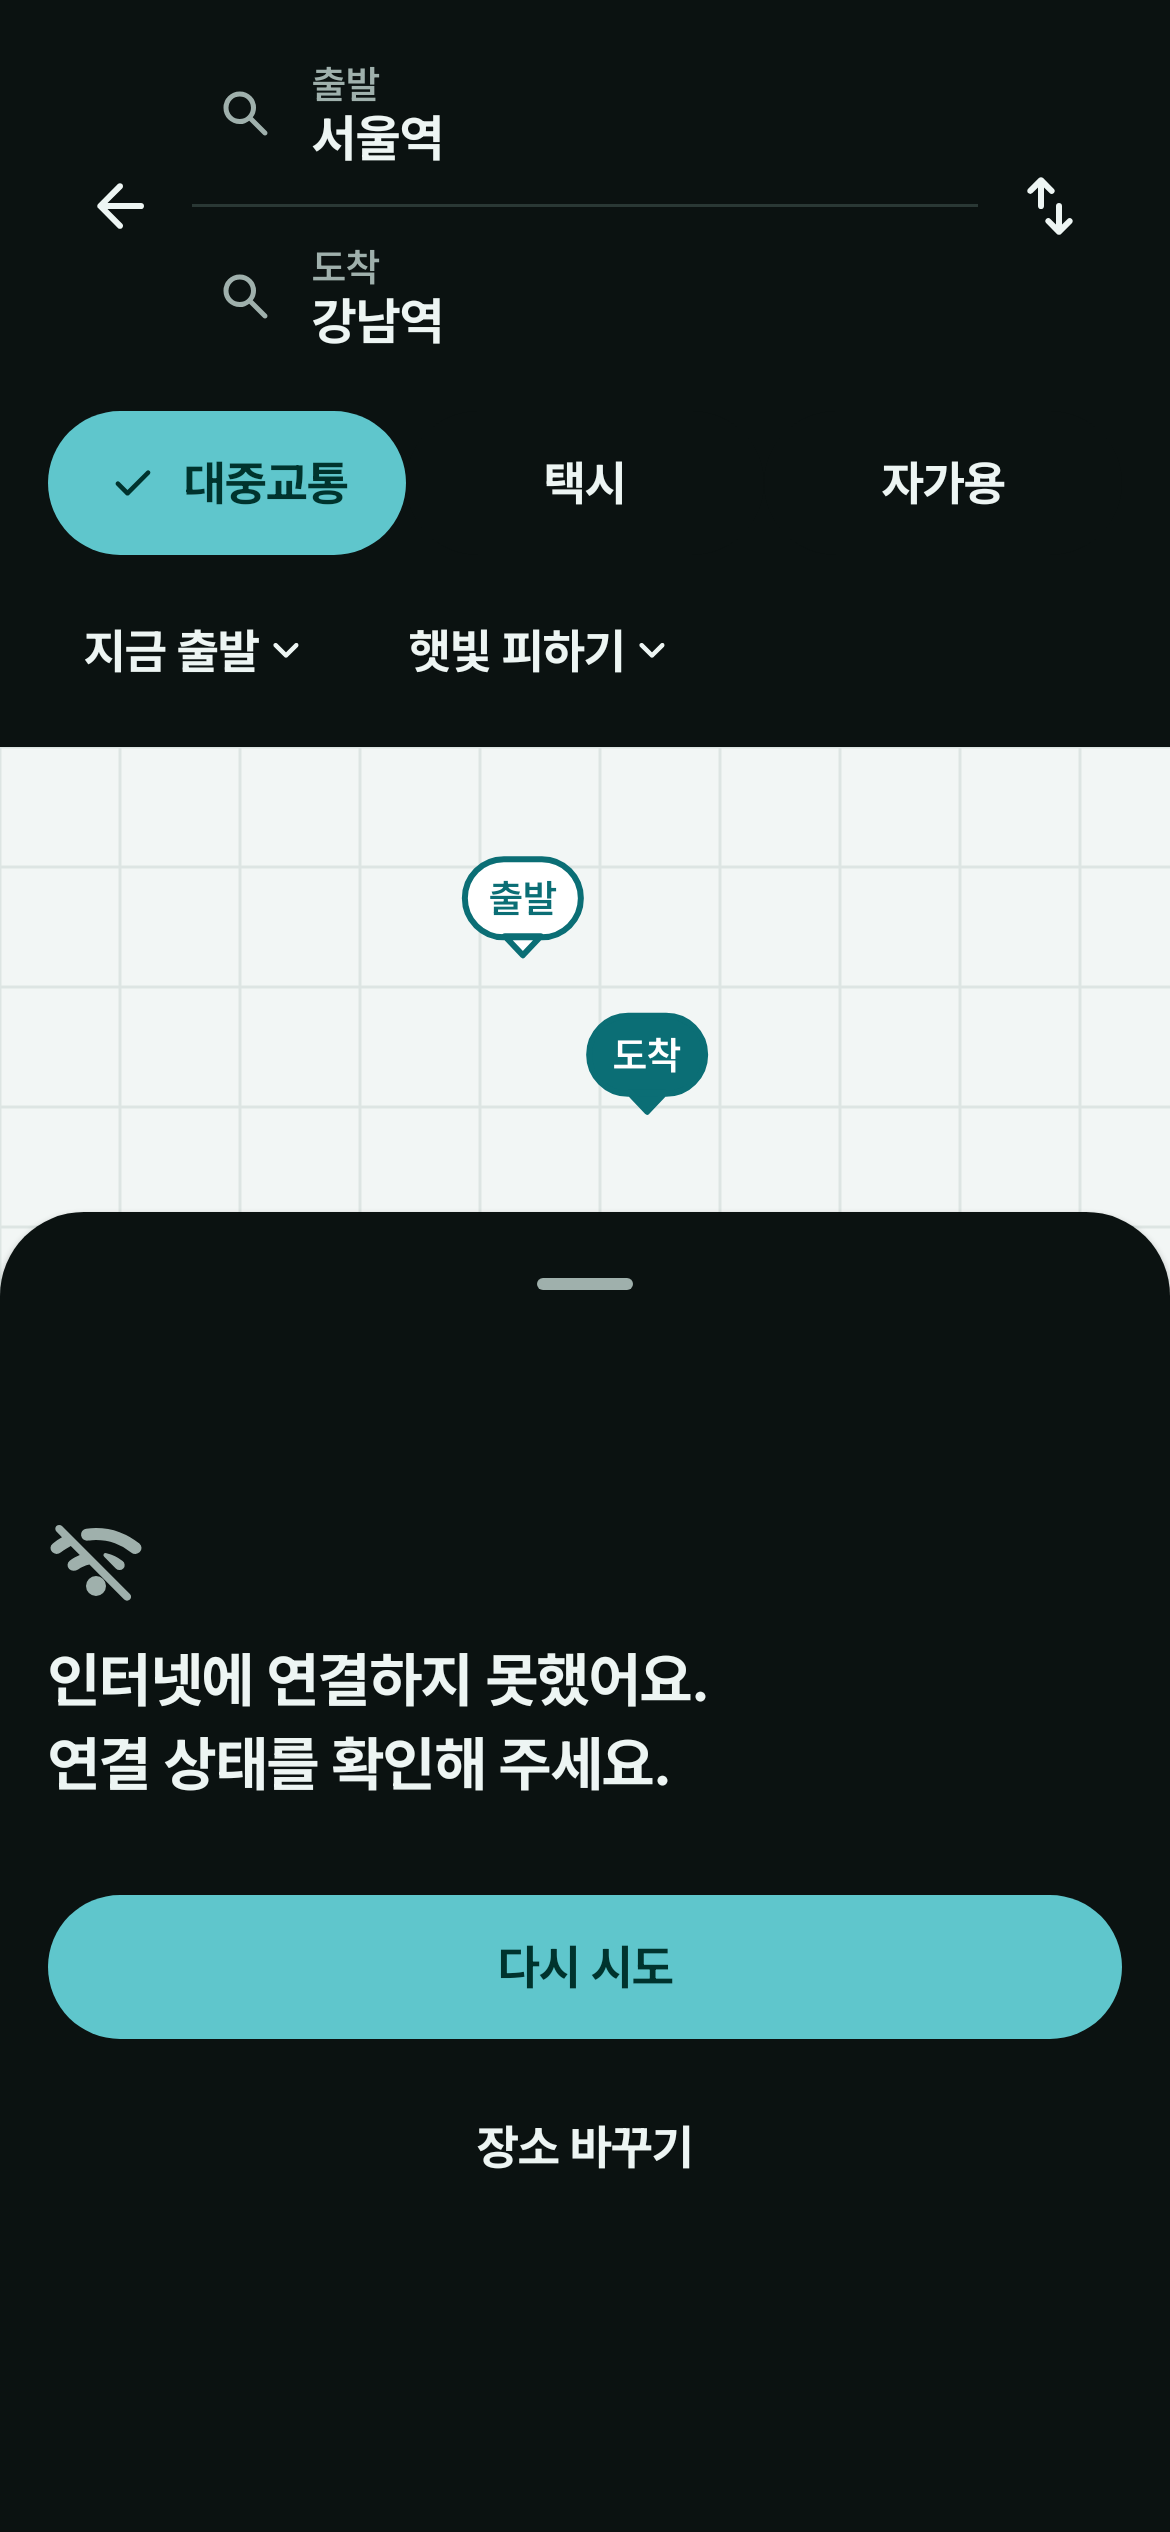 출발
서울역
도착
강남역
대중교통
택시
자가용
지금 출발
햇빛 피하기
출발
도착
인터넷에 연결하지 못했어요.
연결 상태를 확인해 주세요.
다시 시도
장소 바꾸기